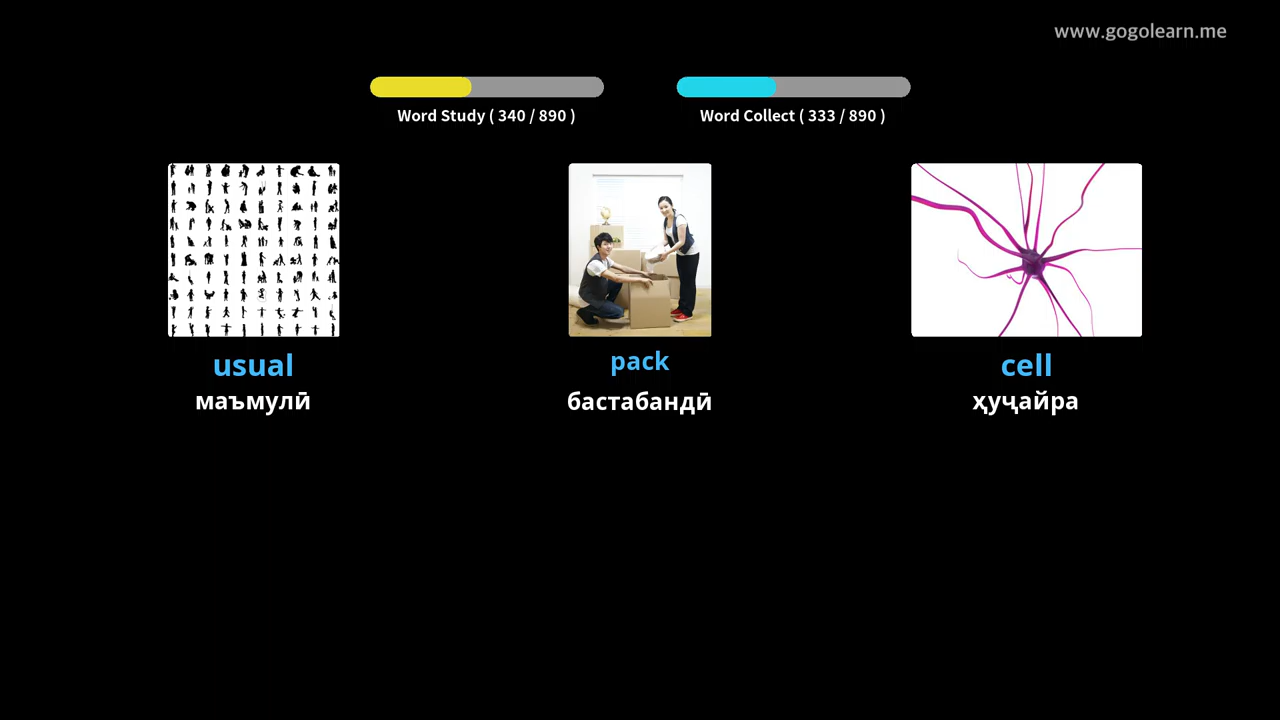 www.gogolearn.me
Word Study ( 340 / 890 )
Word Collect ( 333 / 890 )
usual
pack
cell
маъмулӣ
бастабандӣ
ҳуҷайра